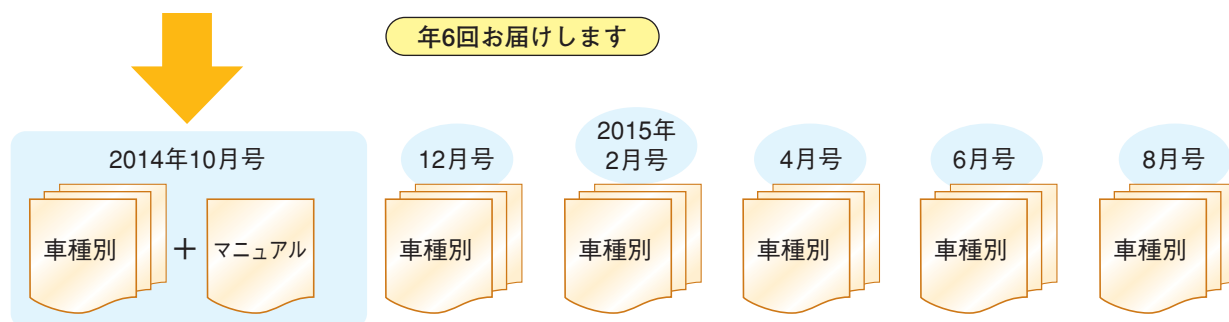 年6回お届けします
2014年10月号
12月号
2015年
2月号
4月号
6月号
8月号
車種別
+
マニュアル
車種別
車種別
車種別
車種別
車種別